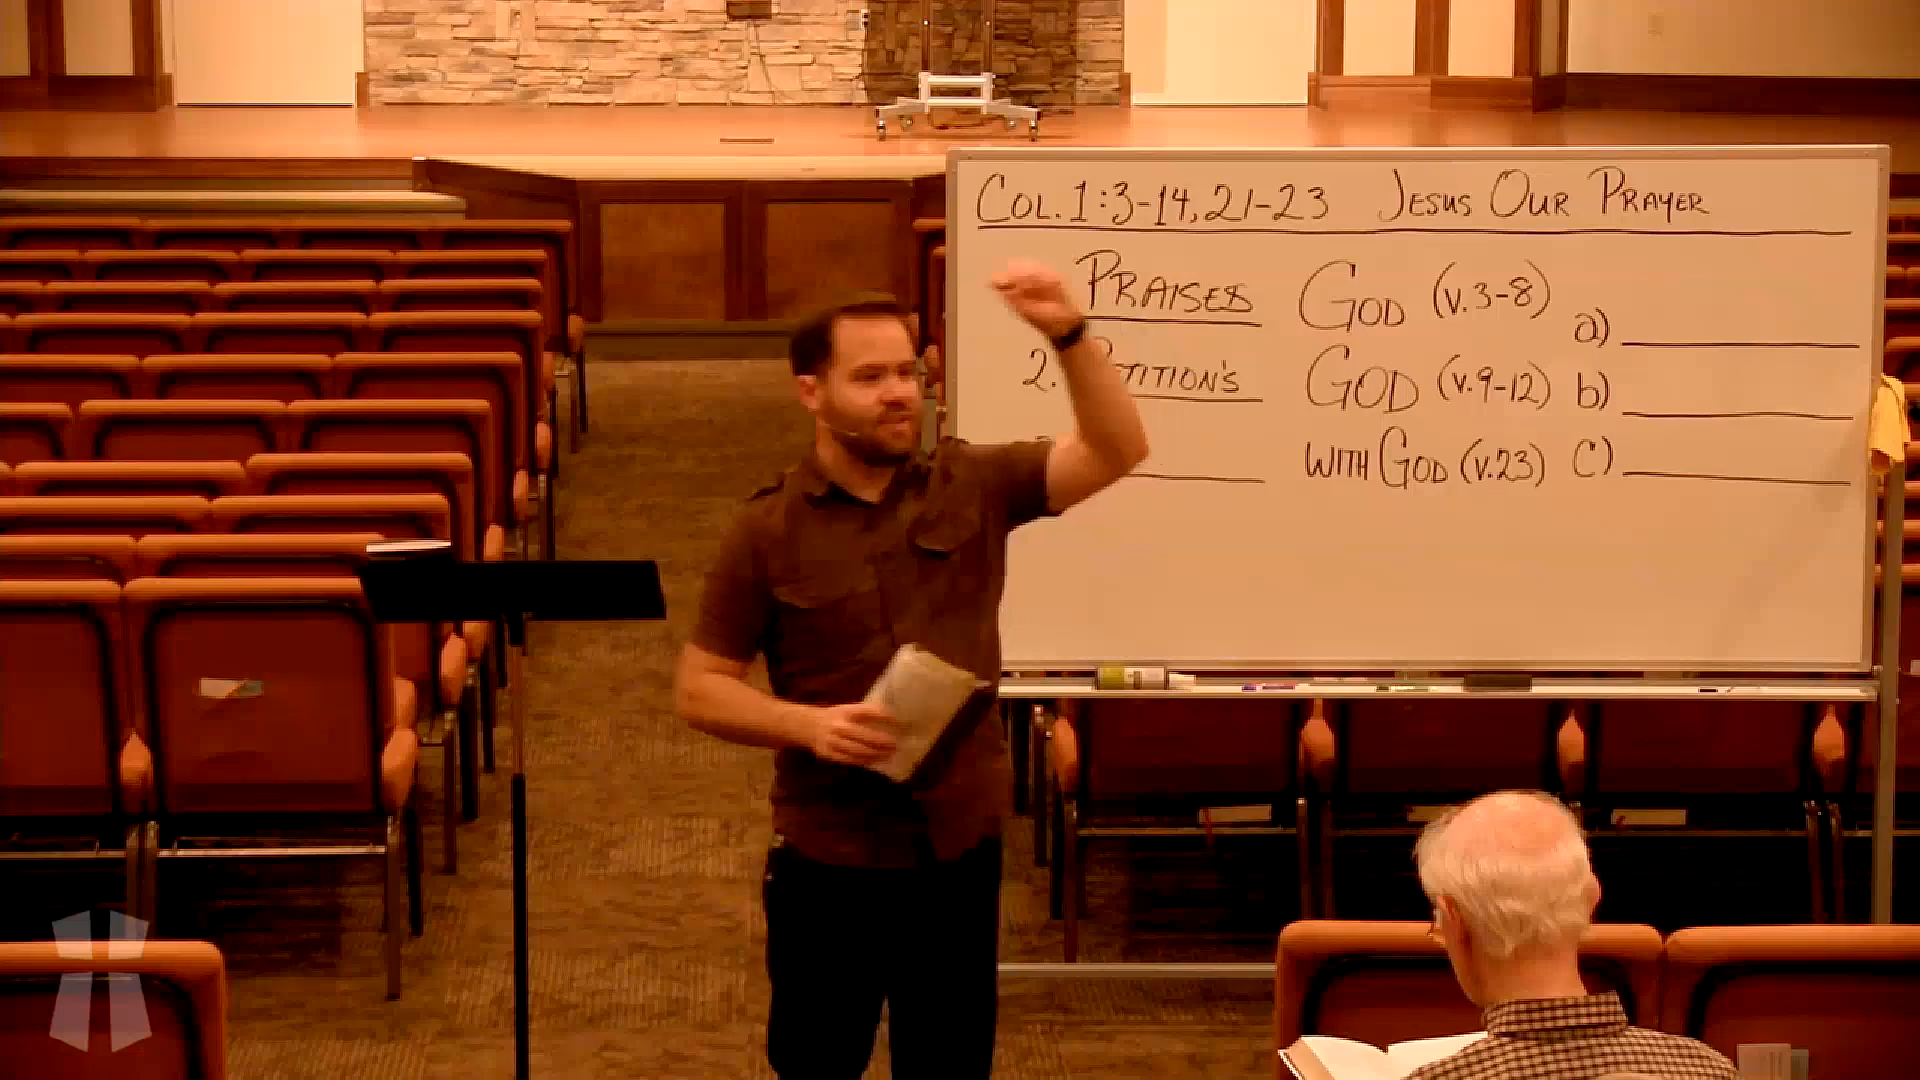 COL. 1:3-14, 21-23 JESUS OUR PRAYER
PRAISES GOD (v.3-8) a)
2. GOD (v.9-12) b)
WITH GOD (v.23) c)